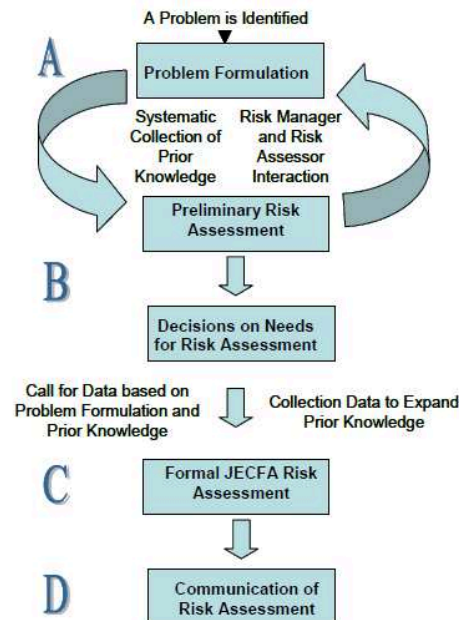 A Problem is Identified
A
Problem Formulation
Systematic
Collection of
Prior
Knowledge
Risk Manager
and Risk
Assessor
Interaction
Preliminary Risk
Assessment
B
Decisions on Needs
for Risk Assessment
Call for Data based on
Problem Formulation and
Prior Knowledge
Collection Data to Expand
Prior Knowledge
C
Formal JECFA Risk
Assessment
D
Communication of
Risk Assessment